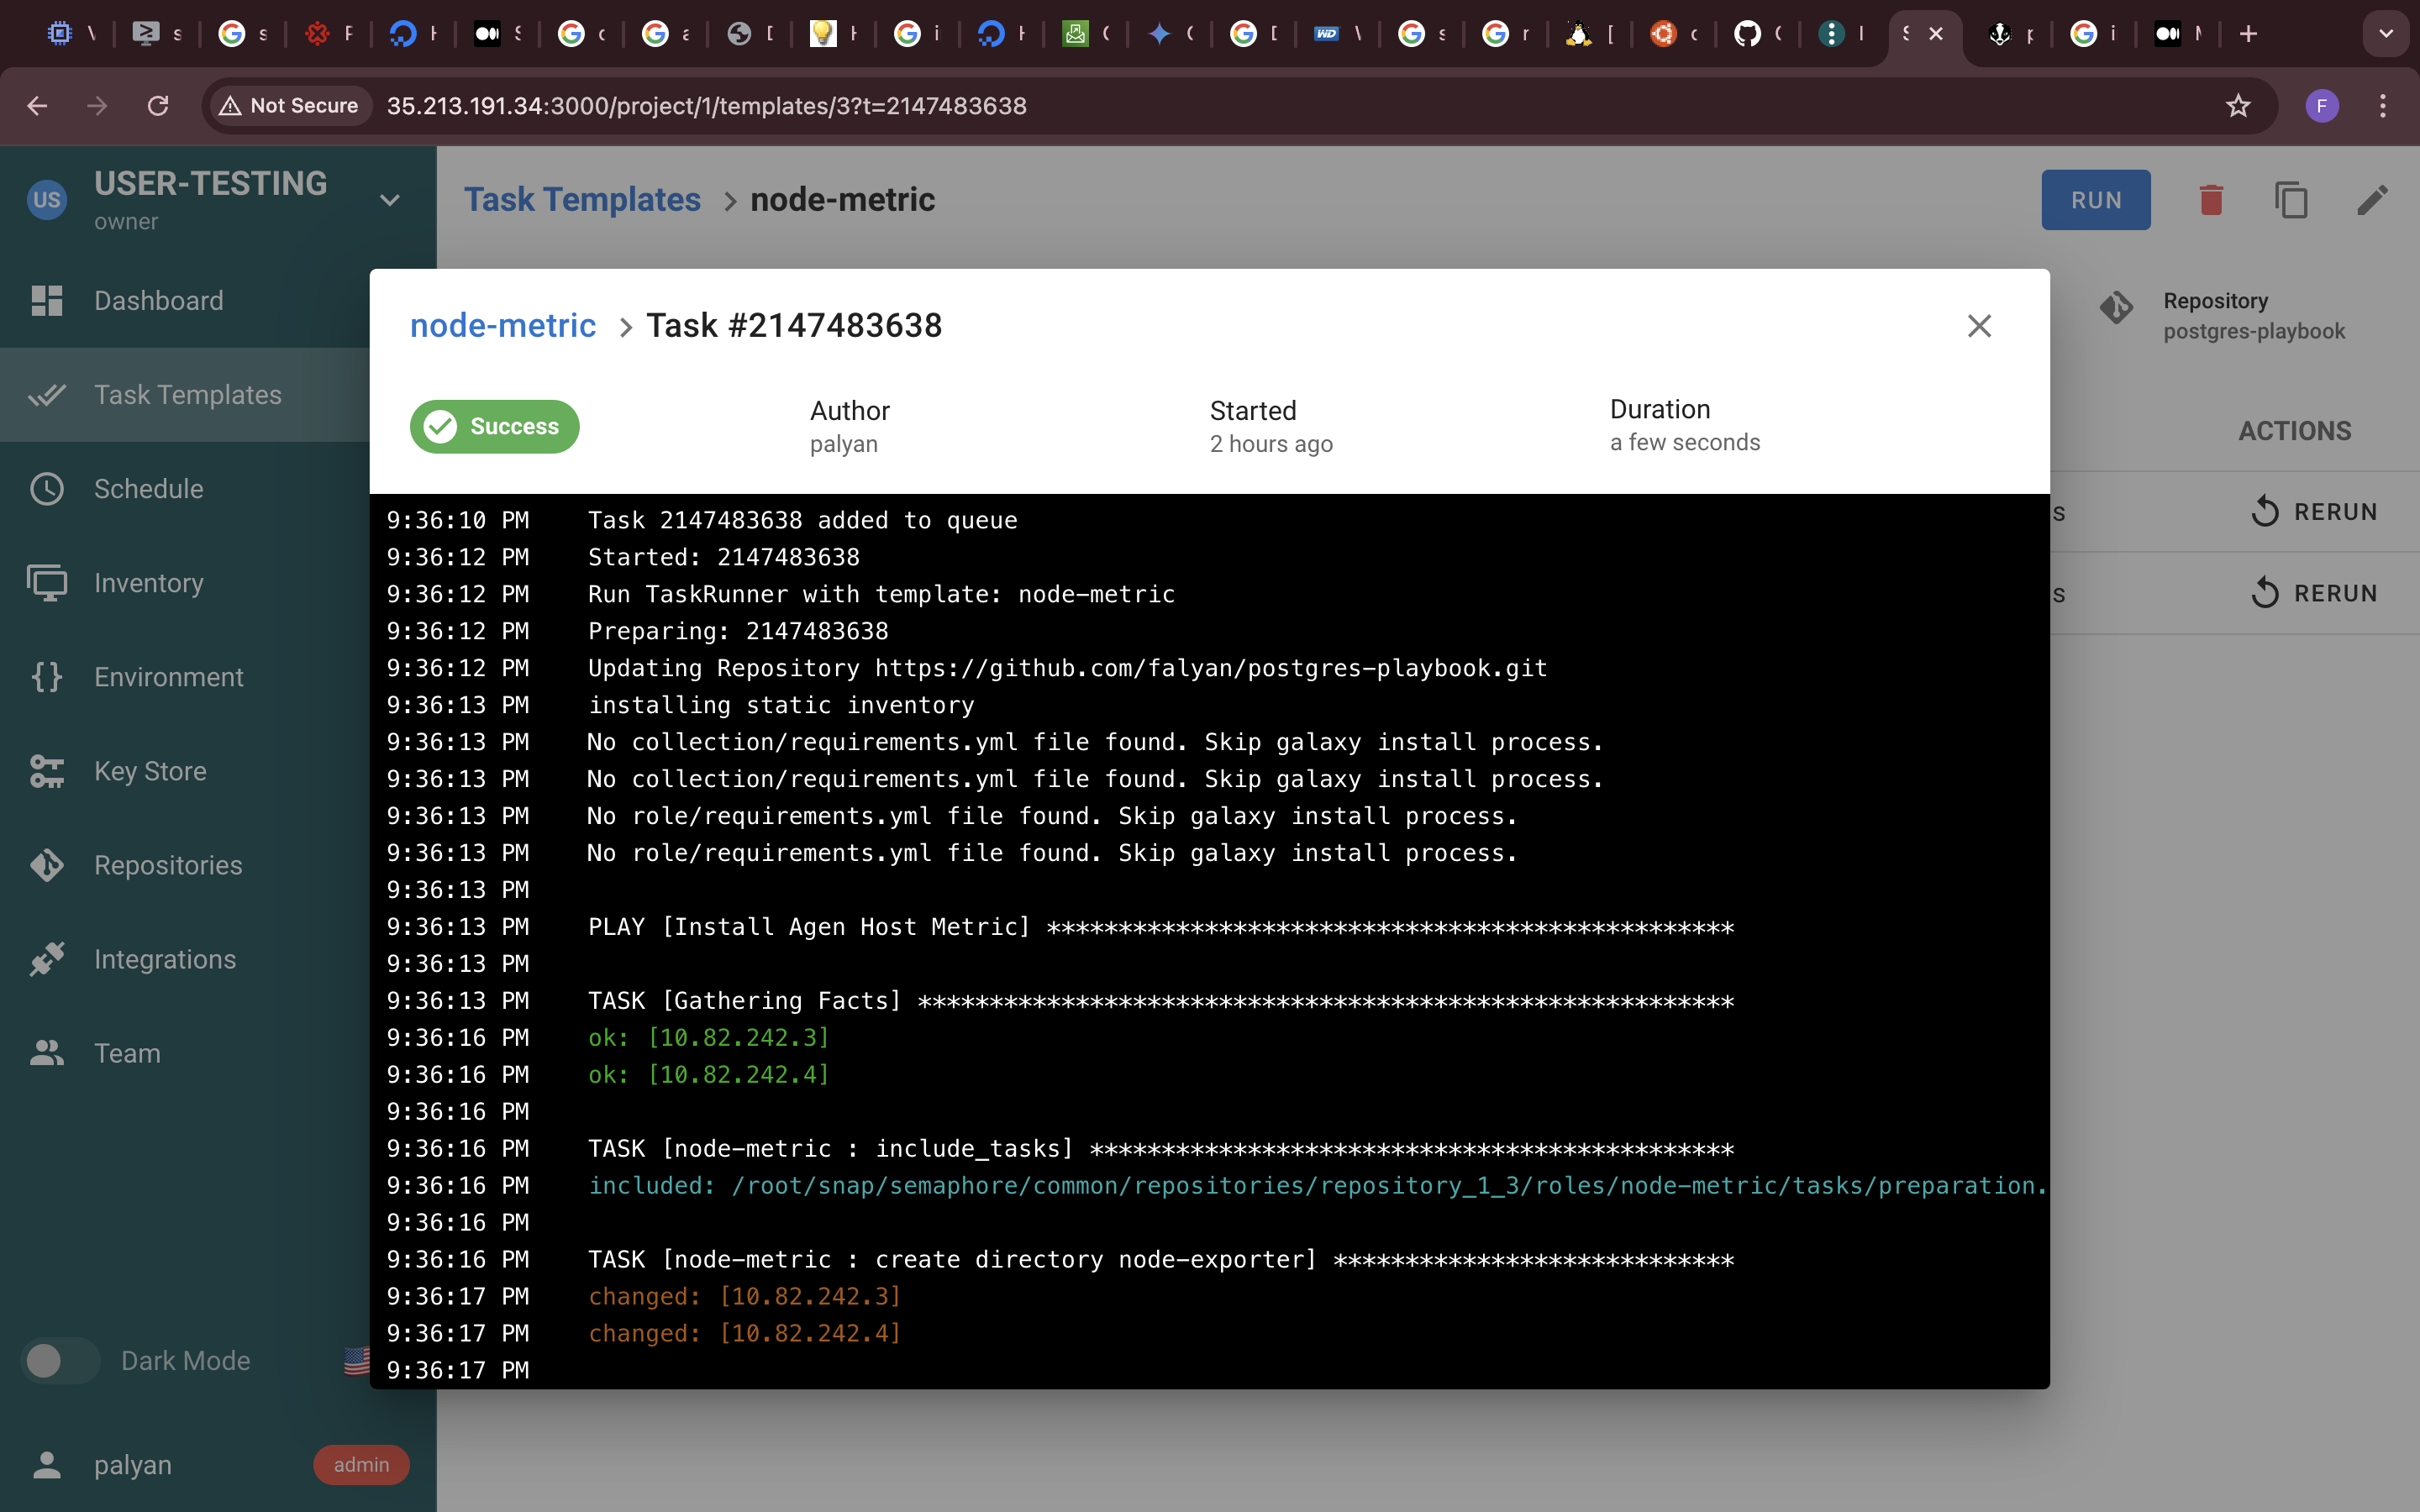 Not Secure
35.213.191.34:3000/project/1/templates/3?t=2147483638
US
USER-TESTING
owner
Dashboard
Task Templates
Schedule
Inventory
Environment
Key Store
Repositories
Integrations
Team
Dark Mode
palyan
admin
Task Templates > node-metric
RUN
Repository
postgres-playbook
ACTIONS
s
RERUN
s
RERUN
node-metric > Task #2147483638
Success
Author
palyan
Started
2 hours ago
Duration
a few seconds
9:36:10 PM Task 2147483638 added to queue
9:36:12 PM Started: 2147483638
9:36:12 PM Run TaskRunner with template: node-metric
9:36:12 PM Preparing: 2147483638
9:36:12 PM Updating Repository https://github.com/falyan/postgres-playbook.git
9:36:13 PM installing static inventory
9:36:13 PM No collection/requirements.yml file found. Skip galaxy install process.
9:36:13 PM No collection/requirements.yml file found. Skip galaxy install process.
9:36:13 PM No role/requirements.yml file found. Skip galaxy install process.
9:36:13 PM No role/requirements.yml file found. Skip galaxy install process.
9:36:13 PM
9:36:13 PM PLAY [Install Agen Host Metric] ************************************************
9:36:13 PM
9:36:13 PM TASK [Gathering Facts] *********************************************************
9:36:16 PM ok: [10.82.242.3]
9:36:16 PM ok: [10.82.242.4]
9:36:16 PM
9:36:16 PM TASK [node-metric : include_tasks] *********************************************
9:36:16 PM included: /root/snap/semaphore/common/repositories/repository_1_3/roles/node-metric/tasks/preparation.
9:36:16 PM
9:36:16 PM TASK [node-metric : create directory node-exporter] ****************************
9:36:17 PM changed: [10.82.242.3]
9:36:17 PM changed: [10.82.242.4]
9:36:17 PM